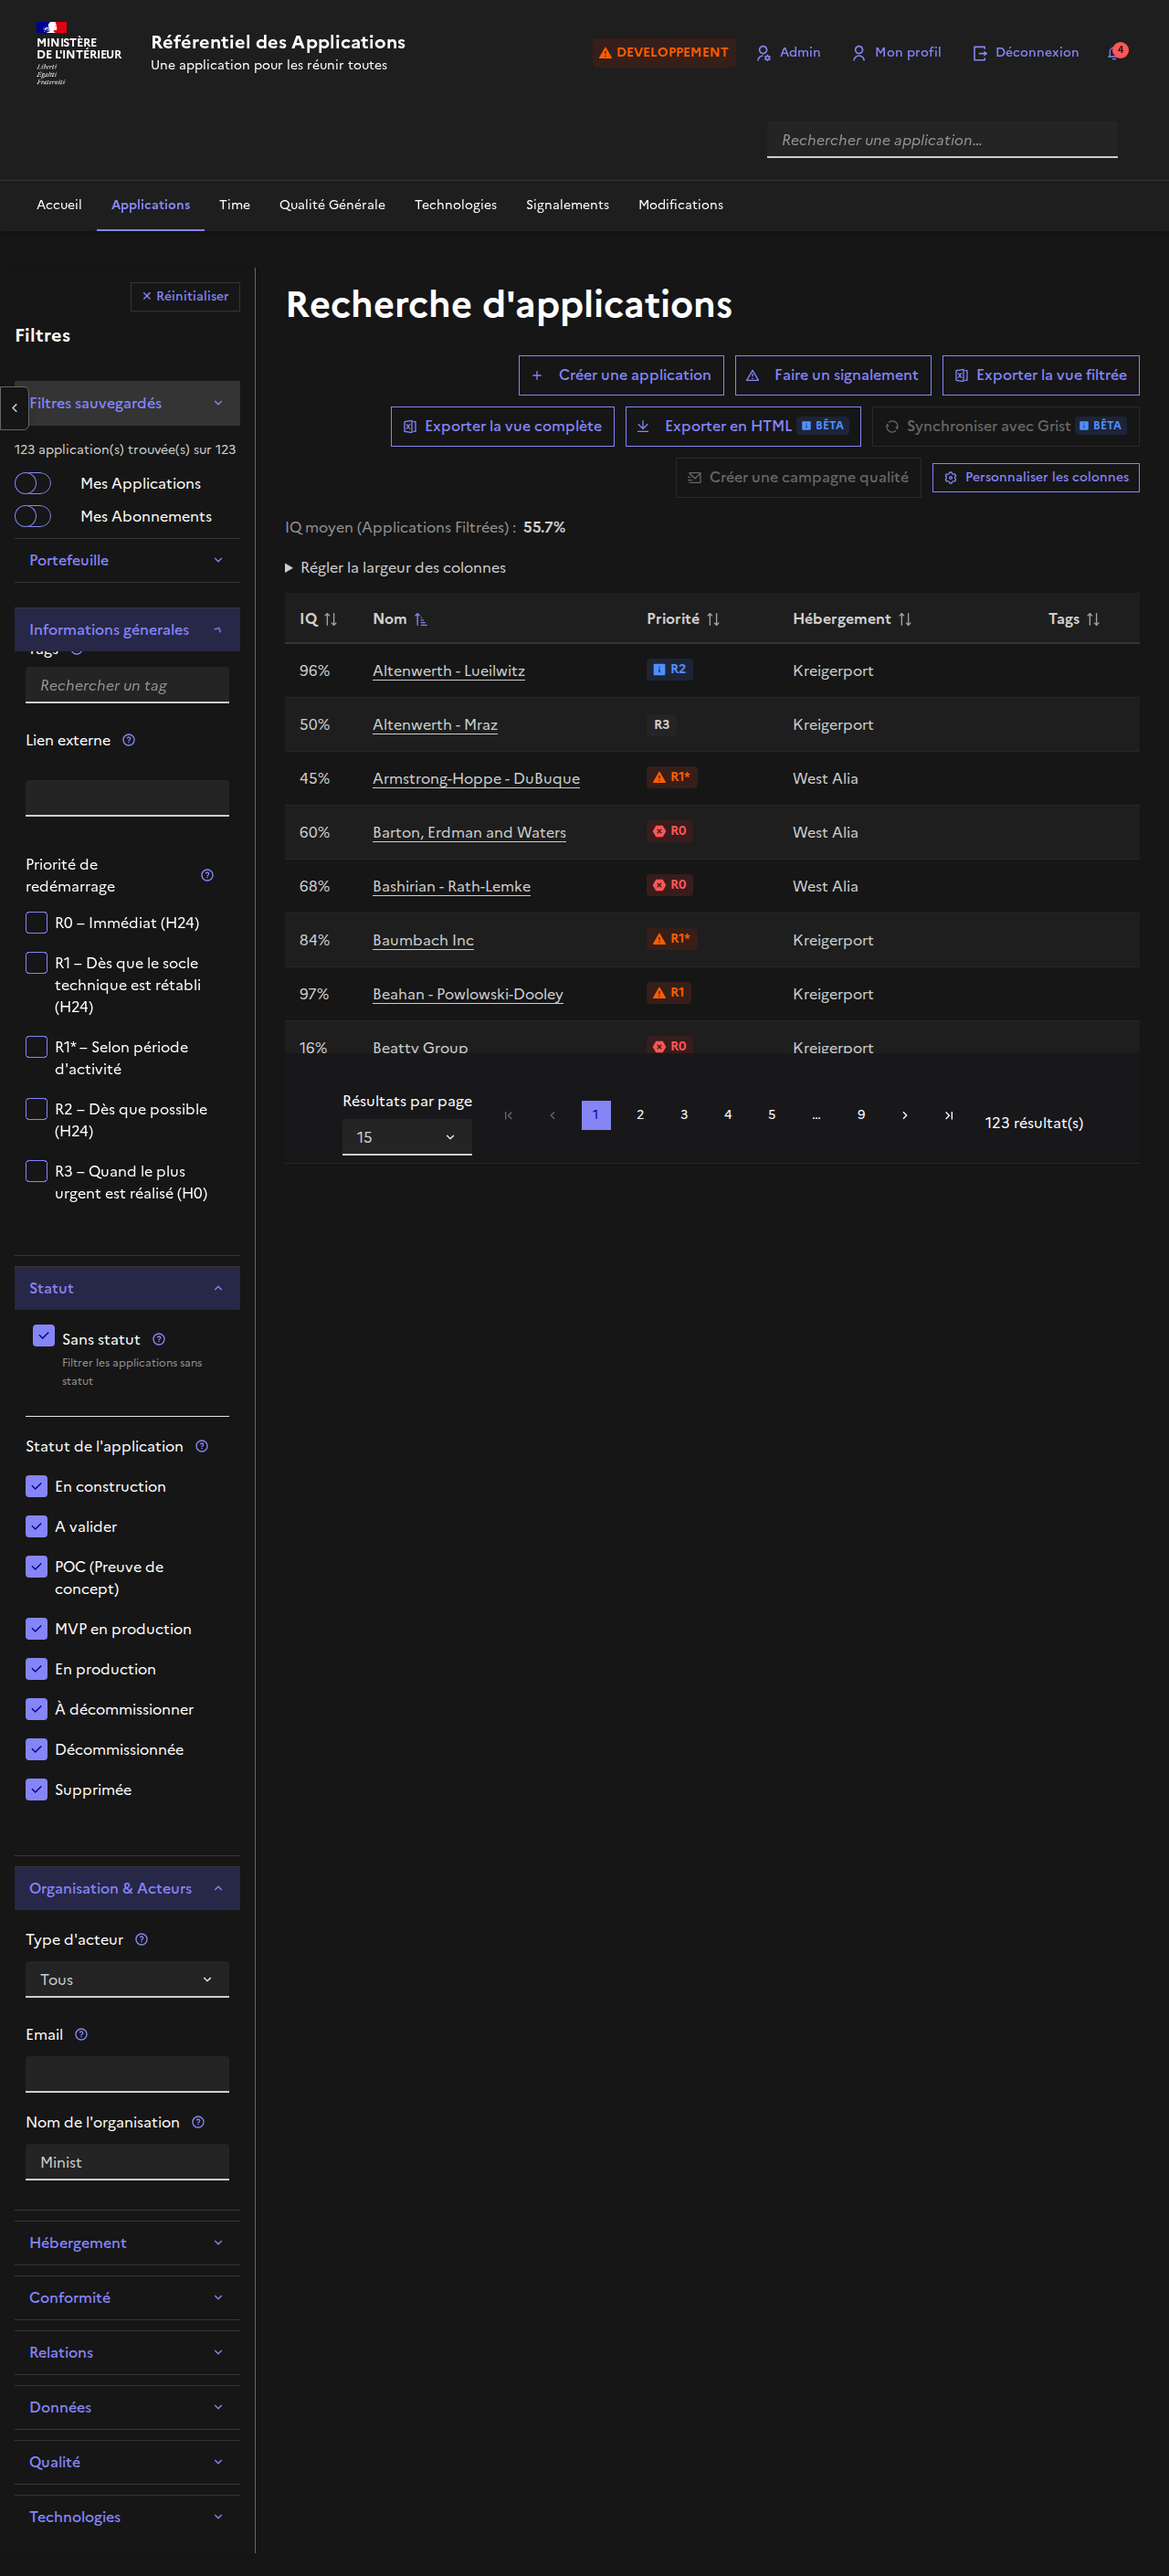 MINISTÈRE
DE L'INTÉRIEUR
Liberté
Égalité
Fraternité
Référentiel des Applications
Une application pour les réunir toutes
DEVELOPPEMENT
Admin
Mon profil
Déconnexion
4
Rechercher une application...
Accueil
Applications
Time
Qualité Générale
Technologies
Signalements
Modifications
Réinitialiser
Filtres
Filtres sauvegardés
123 application(s) trouvée(s) sur 123
Mes Applications
Mes Abonnements
Portefeuille
Informations génerales
Tags
Rechercher un tag
Lien externe
Priorité de
redémarrage
R0 – Immédiat (H24)
R1 – Dès que le socle
technique est rétabli
(H24)
R1* – Selon période
d'activité
R2 – Dès que possible
(H24)
R3 – Quand le plus
urgent est réalisé (H0)
Statut
Sans statut
Filtrer les applications sans
statut
Statut de l'application
En construction
A valider
POC (Preuve de
concept)
MVP en production
En production
À décommissionner
Décommissionnée
Supprimée
Organisation & Acteurs
Type d'acteur
Tous
Email
Nom de l'organisation
Minist
Hébergement
Conformité
Relations
Données
Qualité
Technologies
Recherche d'applications
Créer une application
Faire un signalement
Exporter la vue filtrée
Exporter la vue complète
Exporter en HTML BÊTA
Synchroniser avec Grist BÊTA
Créer une campagne qualité
Personnaliser les colonnes
IQ moyen (Applications Filtrées) : 55.7%
Régler la largeur des colonnes
IQ Nom Priorité Hébergement Tags
96% Altenwerth - Lueilwitz R2 Kreigerport
50% Altenwerth - Mraz R3 Kreigerport
45% Armstrong-Hoppe - DuBuque R1* West Alia
60% Barton, Erdman and Waters R0 West Alia
68% Bashirian - Rath-Lemke R0 West Alia
84% Baumbach Inc R1* Kreigerport
97% Beahan - Powlowski-Dooley R1 Kreigerport
16% Beatty Group R0 Kreigerport
Résultats par page
15
1 2 3 4 5 ... 9
123 résultat(s)